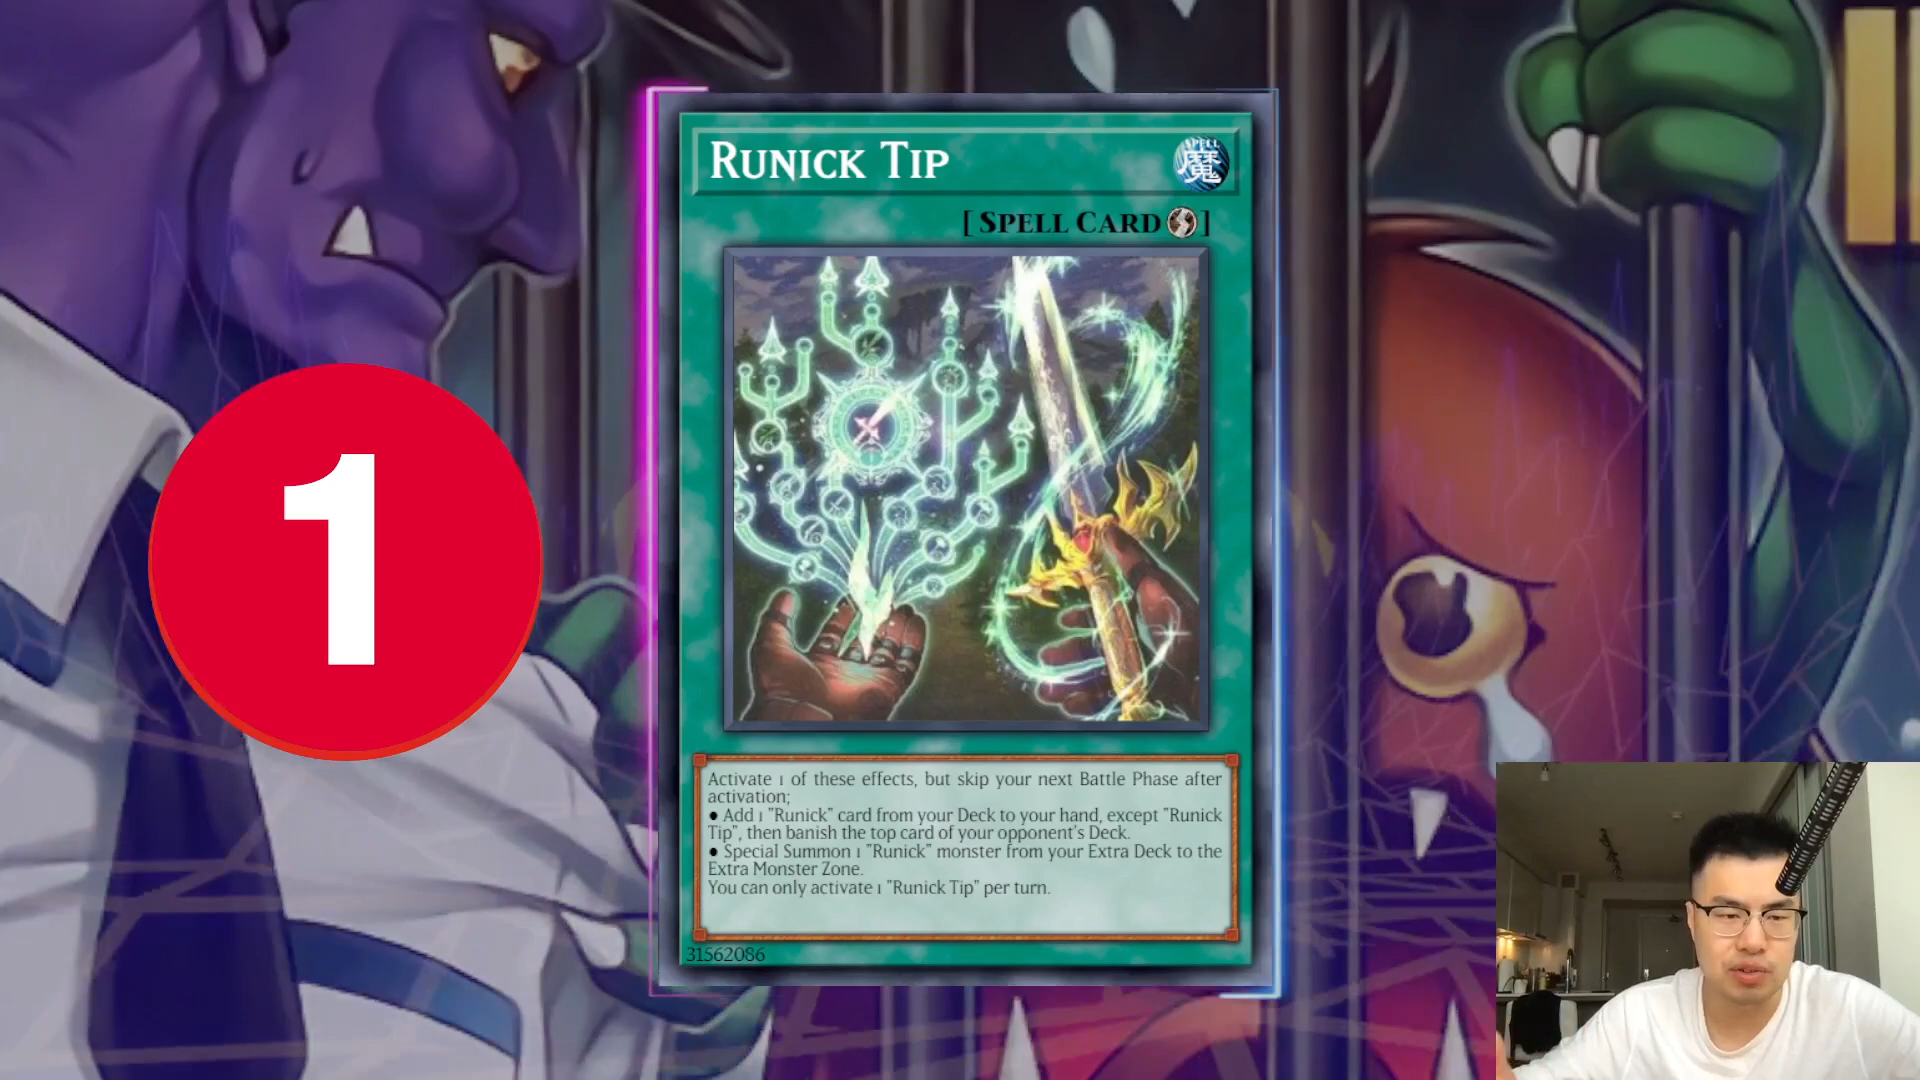 1
RUNICK TIP
SPELL
魔
[ SPELL CARD ]
Activate 1 of these effects, but skip your next Battle Phase after
activation;
● Add 1 "Runick" card from your Deck to your hand, except "Runick
Tip", then banish the top card of your opponent's Deck.
● Special Summon 1 "Runick" monster from your Extra Deck to the
Extra Monster Zone.
You can only activate 1 "Runick Tip" per turn.
31562086